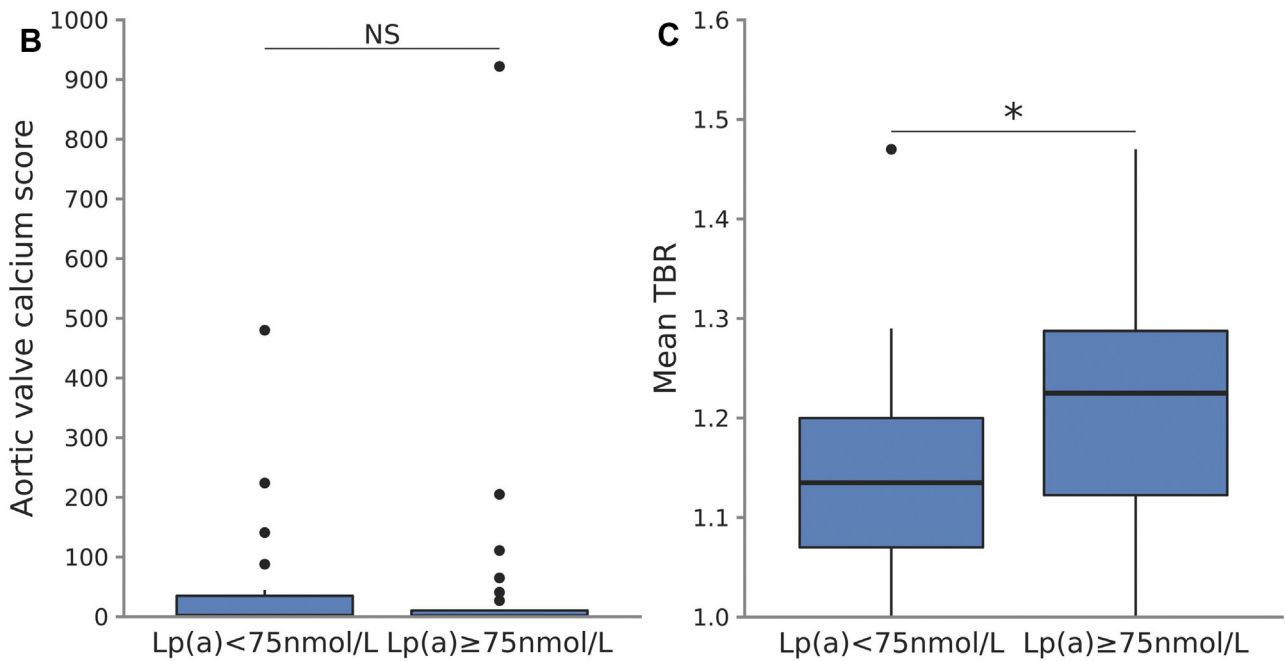 B
Aortic valve calcium score
1000
900
800
700
600
500
400
300
200
100
0
NS
Lp(a)<75nmol/L
Lp(a)≥75nmol/L
C
Mean TBR
1.6
1.5
1.4
1.3
1.2
1.1
1.0
*
Lp(a)<75nmol/L
Lp(a)≥75nmol/L